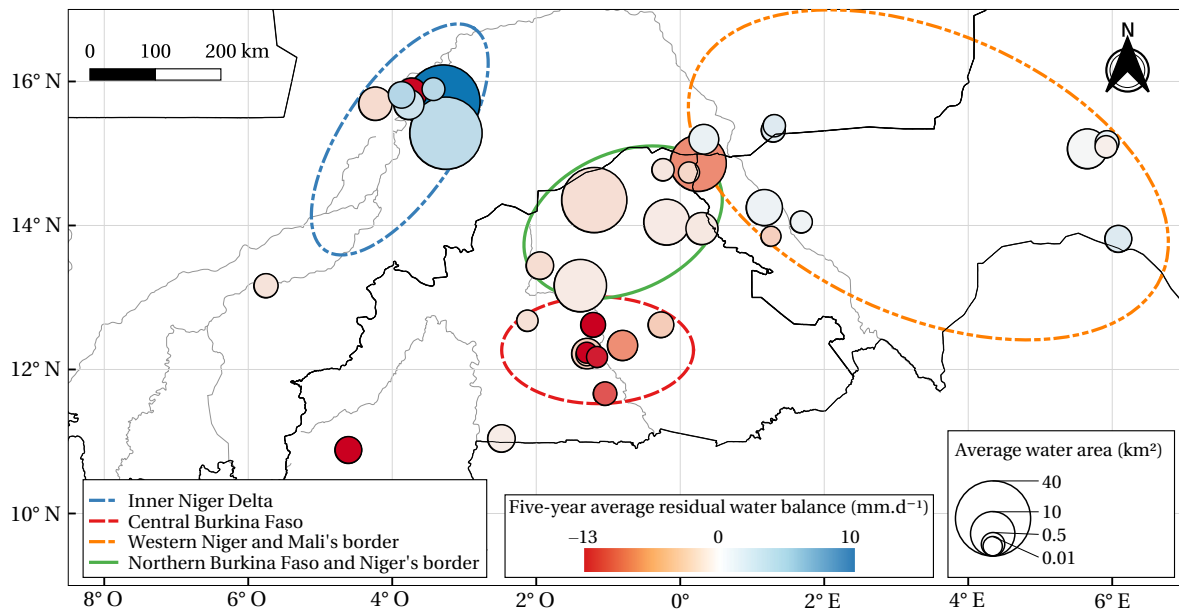 0 100 200 km
N
16° N
14° N
12° N
10° N
Inner Niger Delta
Central Burkina Faso
Western Niger and Mali's border
Northern Burkina Faso and Niger's border
Five-year average residual water balance (mm.d⁻¹)
−13 0 10
Average water area (km²)
40
10
0.5
0.01
8° O 6° O 4° O 2° O 0° 2° E 4° E 6° E